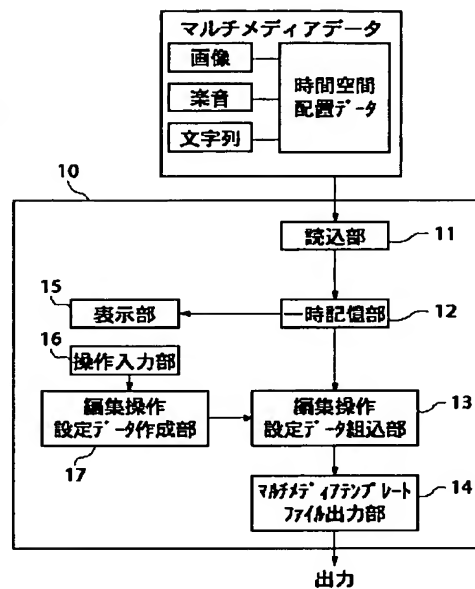 マルチメディアデータ
画像
楽音
文字列
時間空間
配置データ
10
読込部
11
15
表示部
一時記憶部
12
16
操作入力部
編集操作
設定データ作成部
17
編集操作
設定データ組込部
13
マルチメディアテンプレート
ファイル出力部
14
出力